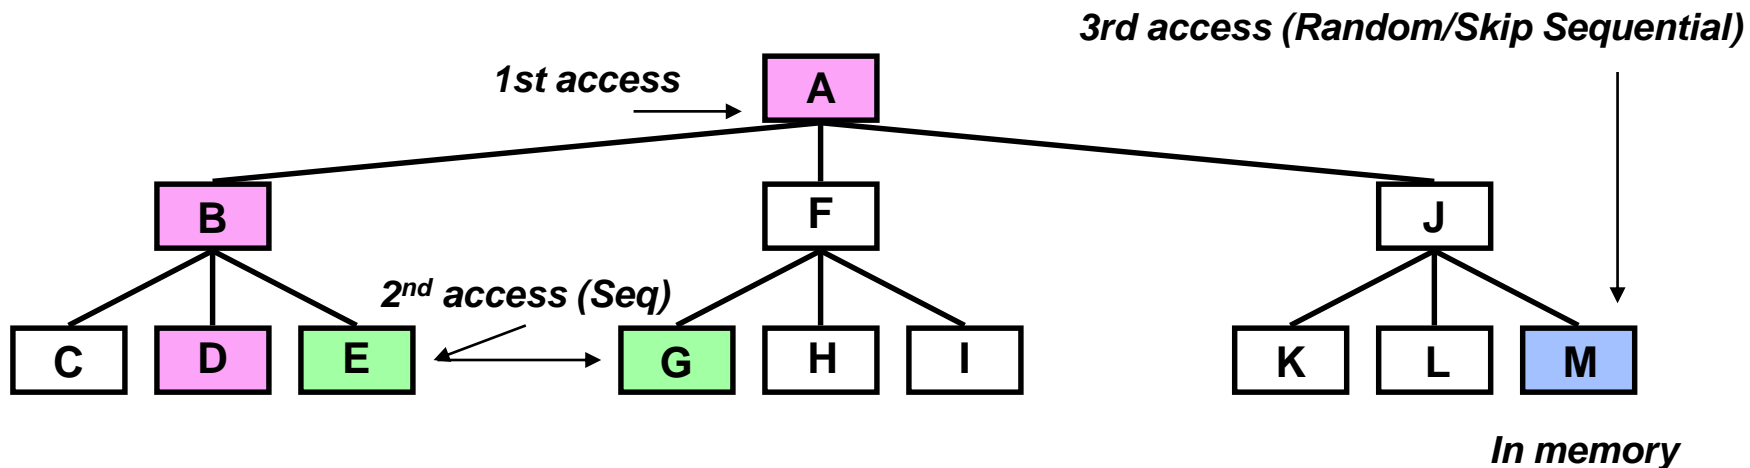 3rd access (Random/Skip Sequential)
1st access
A
B
F
J
2nd access (Seq)
C
D
E
G
H
I
K
L
M
In memory